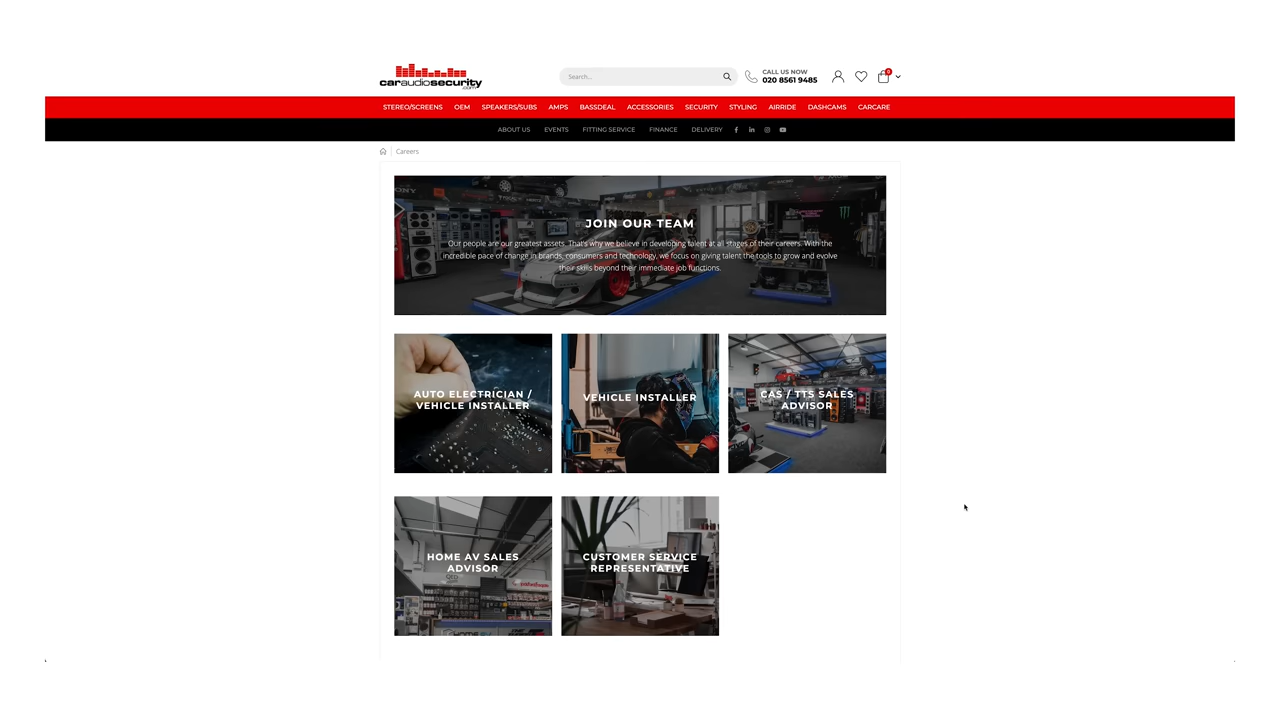 caraudiosecurity
.com
Search...
CALL US NOW
020 8561 9485
0
STEREO/SCREENS OEM SPEAKERS/SUBS AMPS BASSDEAL ACCESSORIES SECURITY STYLING AIRRIDE DASHCAMS CARCARE
ABOUT US EVENTS FITTING SERVICE FINANCE DELIVERY
Careers
JOIN OUR TEAM
Our people are our greatest assets. That's why we believe in developing talent at all stages of their careers. With the
incredible pace of change in brands, consumers and technology, we focus on giving talent the tools to grow and evolve
their skills beyond their immediate job functions.
AUTO ELECTRICIAN /
VEHICLE INSTALLER
VEHICLE INSTALLER
CAS / TTS SALES
ADVISOR
HOME AV SALES
ADVISOR
CUSTOMER SERVICE
REPRESENTATIVE